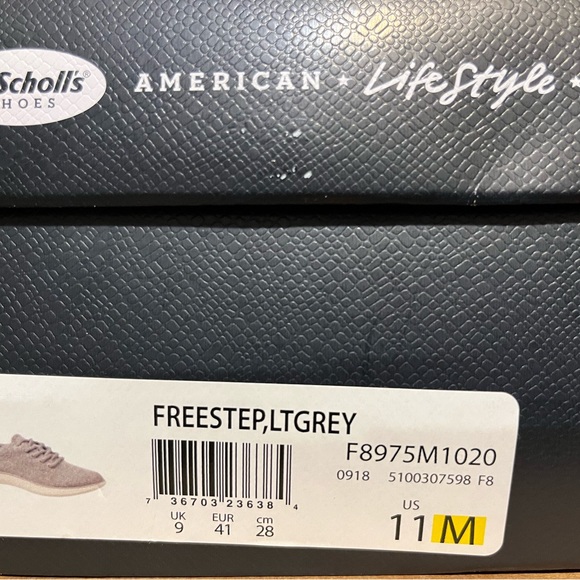 Scholl's® AMERICAN ★ LifeStyle ★
HOES
FREESTEP,LTGREY
F8975M1020
0918 5100307598 F8
7 36703 23638 4
UK EUR cm
9 41 28
US
11 M